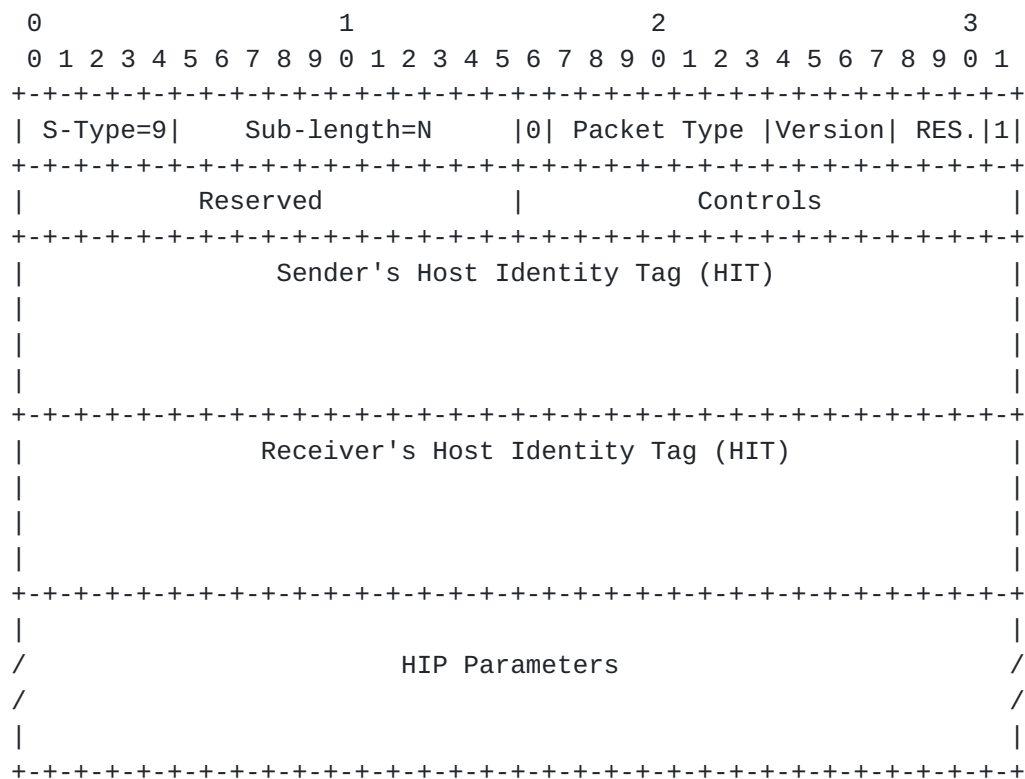 0                   1                   2                   3
 0 1 2 3 4 5 6 7 8 9 0 1 2 3 4 5 6 7 8 9 0 1 2 3 4 5 6 7 8 9 0 1
+-+-+-+-+-+-+-+-+-+-+-+-+-+-+-+-+-+-+-+-+-+-+-+-+-+-+-+-+-+-+-+-+
| S-Type=9|    Sub-length=N     |0| Packet Type |Version| RES.|1|
+-+-+-+-+-+-+-+-+-+-+-+-+-+-+-+-+-+-+-+-+-+-+-+-+-+-+-+-+-+-+-+-+
|           Reserved            |           Controls            |
+-+-+-+-+-+-+-+-+-+-+-+-+-+-+-+-+-+-+-+-+-+-+-+-+-+-+-+-+-+-+-+-+
|                Sender's Host Identity Tag (HIT)               |
|                                                               |
|                                                               |
|                                                               |
+-+-+-+-+-+-+-+-+-+-+-+-+-+-+-+-+-+-+-+-+-+-+-+-+-+-+-+-+-+-+-+-+
|               Receiver's Host Identity Tag (HIT)              |
|                                                               |
|                                                               |
|                                                               |
+-+-+-+-+-+-+-+-+-+-+-+-+-+-+-+-+-+-+-+-+-+-+-+-+-+-+-+-+-+-+-+-+
|                                                               |
/                        HIP Parameters                         /
/                                                               /
|                                                               |
+-+-+-+-+-+-+-+-+-+-+-+-+-+-+-+-+-+-+-+-+-+-+-+-+-+-+-+-+-+-+-+-+